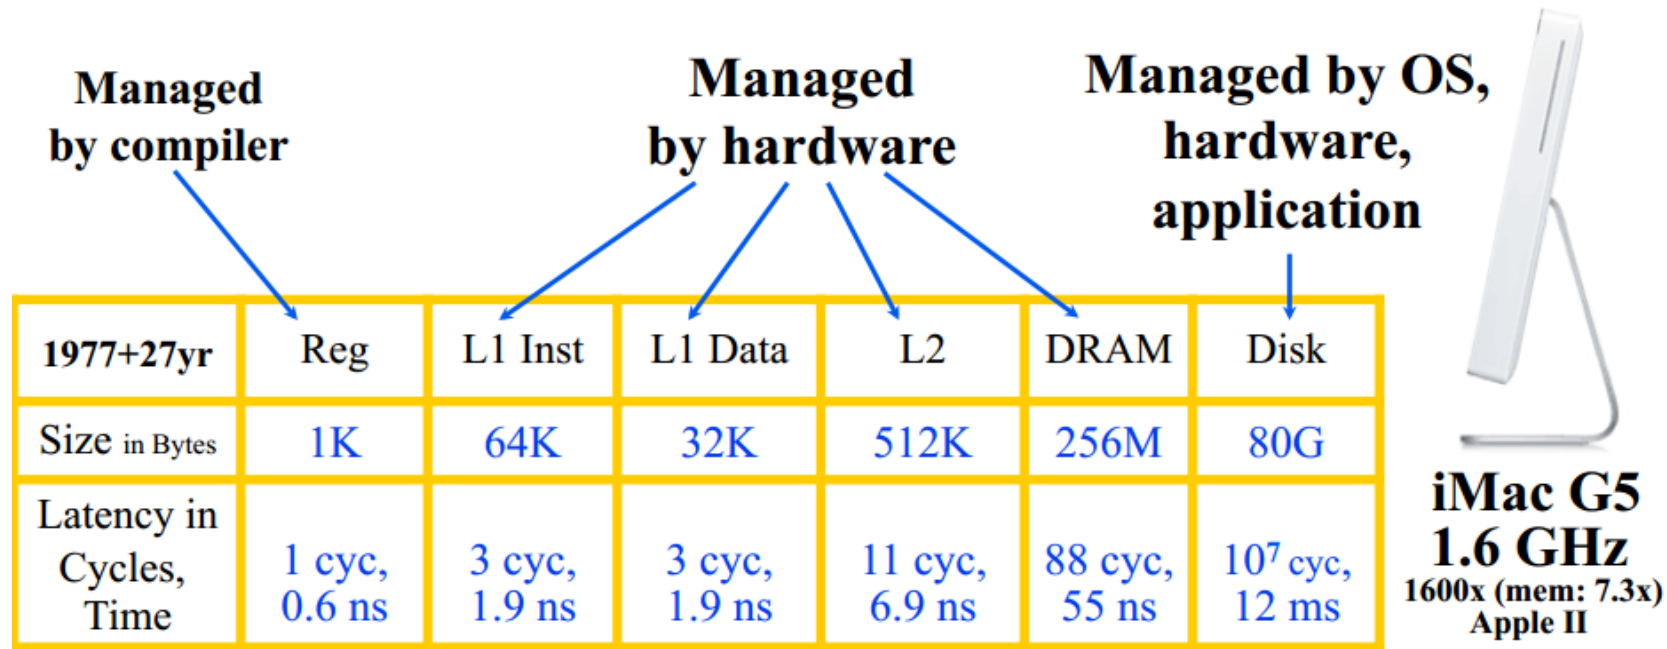 Managed
by compiler
Managed
by hardware
Managed by OS,
hardware,
application
1977+27yr Reg L1 Inst L1 Data L2 DRAM Disk
Size in Bytes 1K 64K 32K 512K 256M 80G
Latency in
Cycles,
Time
1 cyc,
0.6 ns
3 cyc,
1.9 ns
3 cyc,
1.9 ns
11 cyc,
6.9 ns
88 cyc,
55 ns
10⁷ cyc,
12 ms
iMac G5
1.6 GHz
1600x (mem: 7.3x)
Apple II